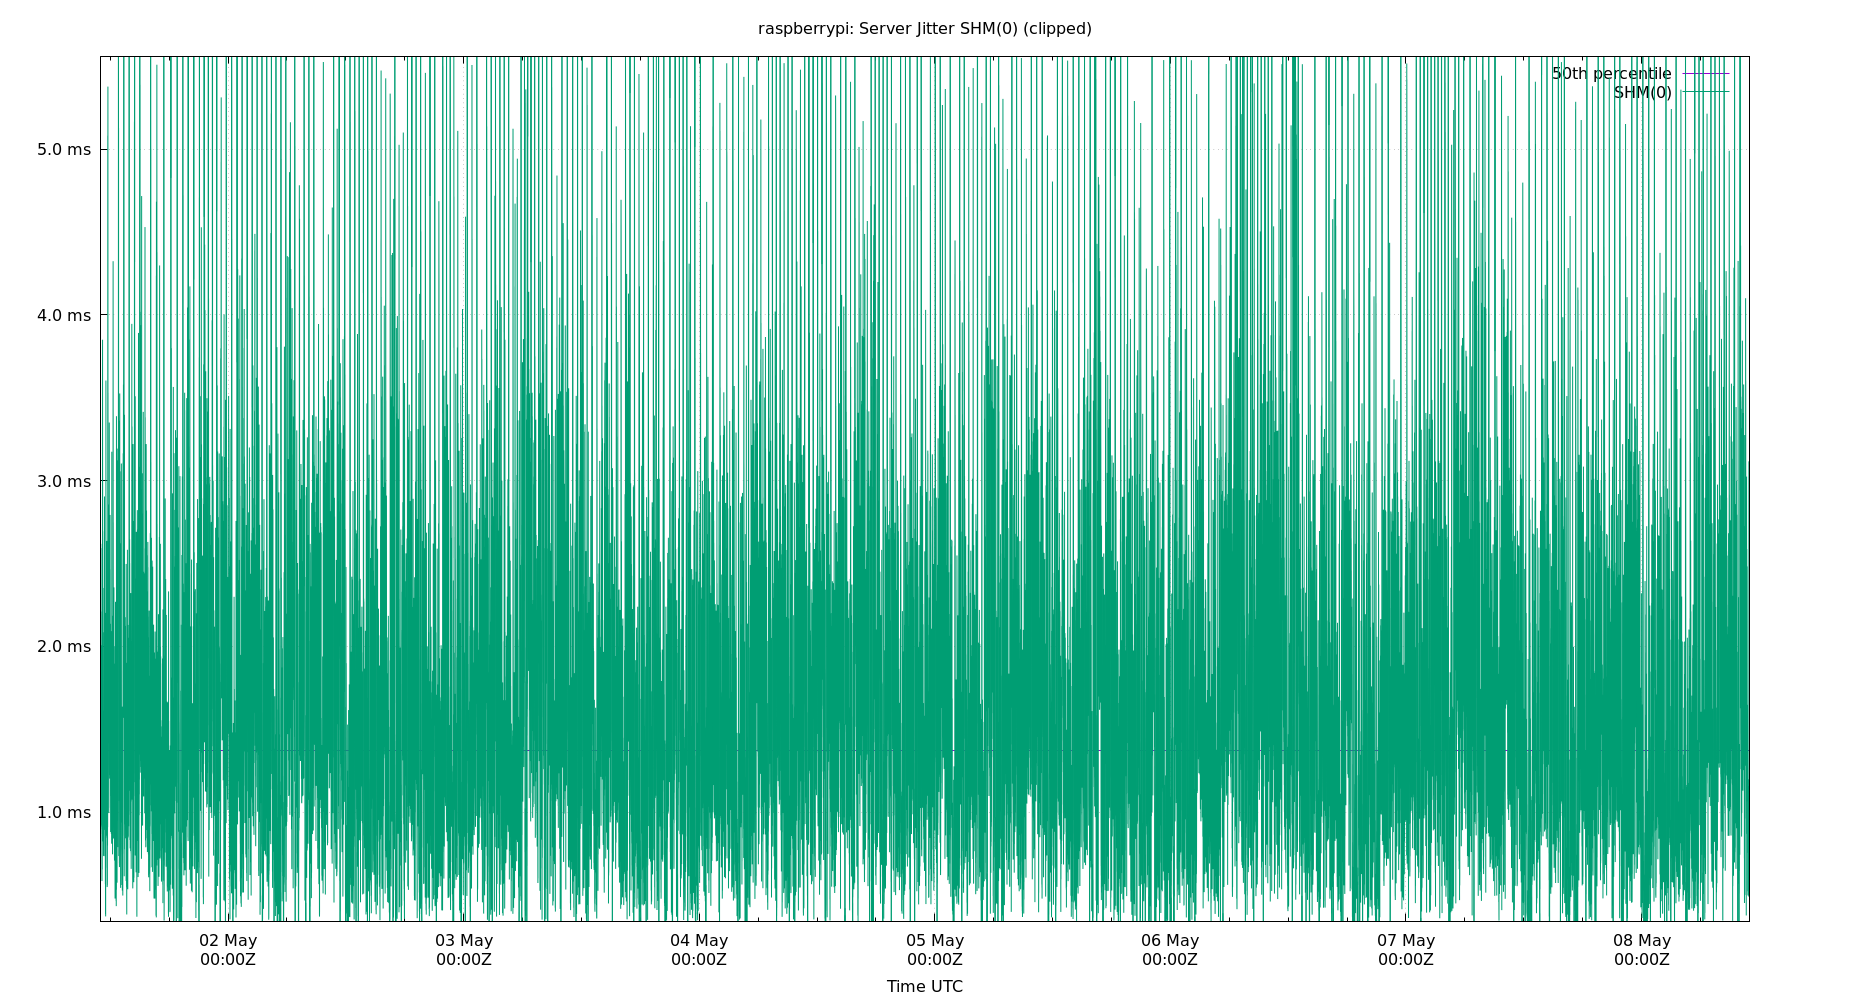 raspberrypi: Server Jitter SHM(0) (clipped)
50th percentile
SHM(0)
5.0 ms
4.0 ms
3.0 ms
2.0 ms
1.0 ms
02 May
00:00Z
03 May
00:00Z
04 May
00:00Z
05 May
00:00Z
06 May
00:00Z
07 May
00:00Z
08 May
00:00Z
Time UTC